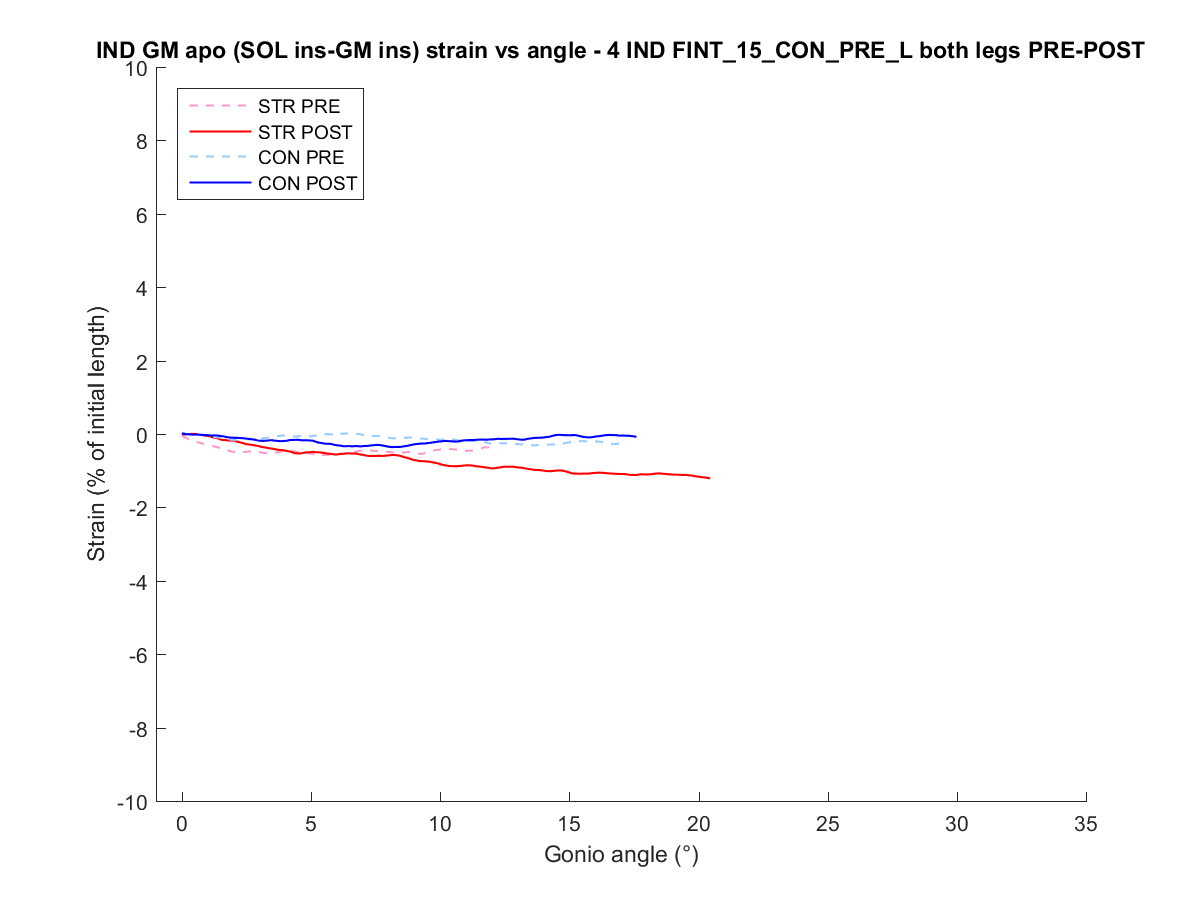 IND GM apo (SOL ins-GM ins) strain vs angle - 4 IND FINT_15_CON_PRE_L both legs PRE-POST
STR PRE
STR POST
CON PRE
CON POST
Strain (% of initial length)
10
8
6
4
2
0
-2
-4
-6
-8
-10
0 5 10 15 20 25 30 35
Gonio angle (°)